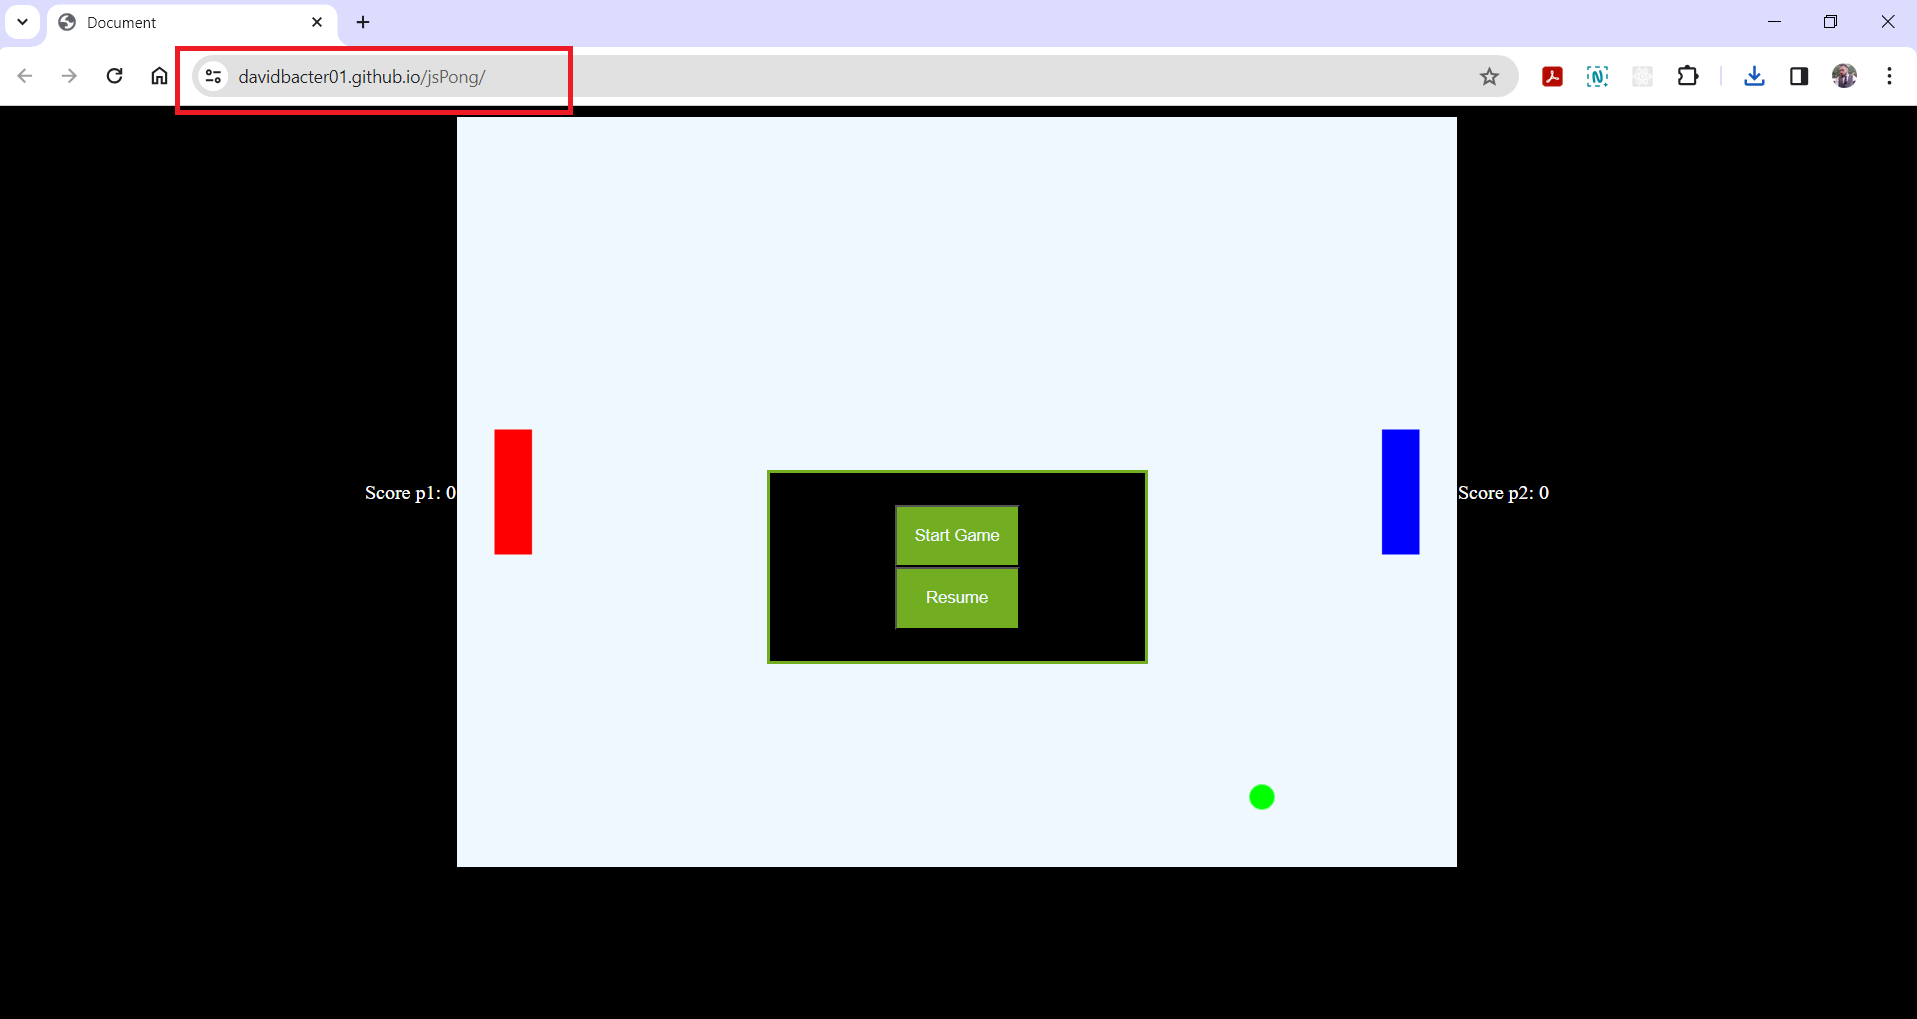 Document
davidbacter01.github.io/jsPong/
Score p1: 0
Start Game
Resume
Score p2: 0